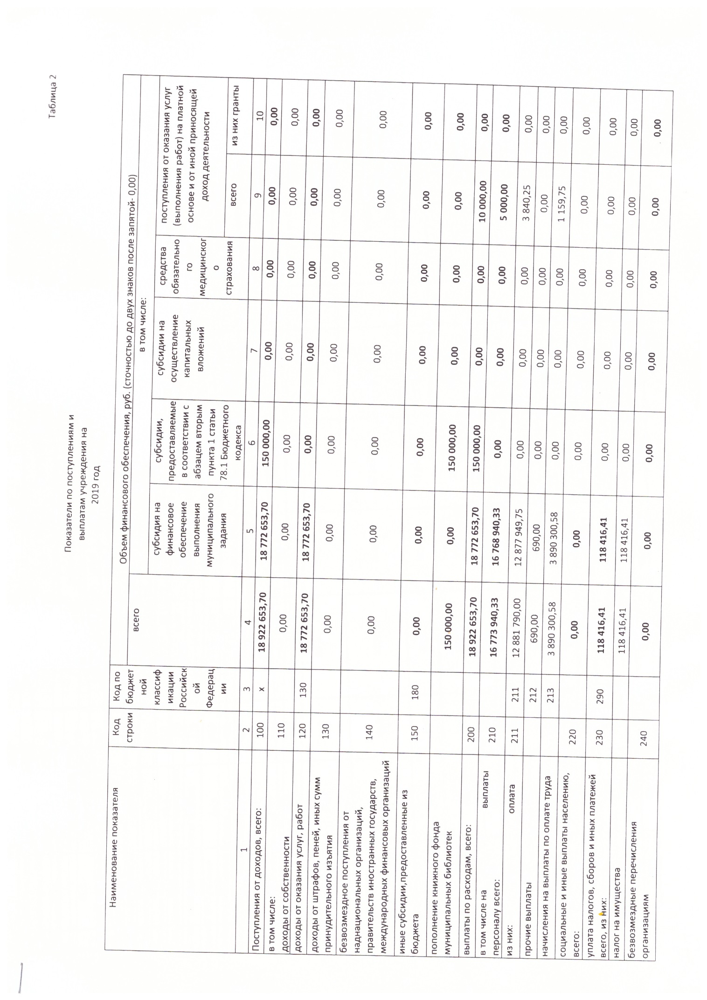 Таблица 2
Показатели по поступлениям и
выплатам учреждения на
2019 год
Наименование показателя
Код
строки
Код по
бюджет
ной
классиф
икации
Российск
ой
Федерац
ии
Объем финансового обеспечения, руб. (сточностью до двух знаков после запятой- 0,00)
всего
в том числе:
субсидия на
финансовое
обеспечение
выполнения
муниципального
задания
субсидии,
предоставляемые
в соответствии с
абзацем вторым
пункта 1 статьи
78.1 Бюджетного
кодекса
субсидии на
осуществление
капитальных
вложений
средства
обязательно
го
медицинског
о
страхования
поступления от оказания услуг
(выполнения работ) на платной
основе и от иной приносящей
доход деятельности
всего
из них гранты
1 2 3 4 5 6 7 8 9 10
Поступления от доходов, всего: 100 х 18 922 653,70 18 772 653,70 150 000,00 0,00 0,00 0,00 0,00
в том числе:
доходы от собственности 110 0,00 0,00 0,00 0,00 0,00 0,00 0,00
доходы от оказания услуг, работ 120 130 18 772 653,70 18 772 653,70 0,00 0,00 0,00 0,00 0,00
доходы от штрафов, пеней, иных сумм
принудительного изъятия 130 0,00 0,00 0,00 0,00 0,00 0,00 0,00
безвозмездное поступления от
наднациональных организаций,
правительств иностранных государств,
международных финансовых организаций 140 0,00 0,00 0,00 0,00 0,00 0,00 0,00
иные субсидии,предоставленные из
бюджета 150 180 0,00 0,00 0,00 0,00 0,00 0,00 0,00
пополнение книжного фонда
муниципальных библиотек 150 000,00 0,00 150 000,00 0,00 0,00 0,00 0,00
выплаты по расходам, всего: 200 18 922 653,70 18 772 653,70 150 000,00 0,00 0,00 10 000,00 0,00
в том числе на выплаты
персоналу всего: 210 16 773 940,33 16 768 940,33 0,00 0,00 0,00 5 000,00 0,00
из них: оплата 211 211 12 881 790,00 12 877 949,75 0,00 0,00 0,00 3 840,25 0,00
прочие выплаты 212 690,00 690,00 0,00 0,00 0,00 0,00 0,00
начисления на выплаты по оплате труда 213 3 890 300,58 3 890 300,58 0,00 0,00 0,00 1 159,75 0,00
социальные и иные выплаты населению,
всего: 220 0,00 0,00 0,00 0,00 0,00 0,00 0,00
уплата налогов, сборов и иных платежей
всего, из них: 230 290 118 416,41 118 416,41 0,00 0,00 0,00 0,00 0,00
налог на имущества 118 416,41 118 416,41 0,00 0,00 0,00 0,00 0,00
безвозмездные перечисления
организациям 240 0,00 0,00 0,00 0,00 0,00 0,00 0,00